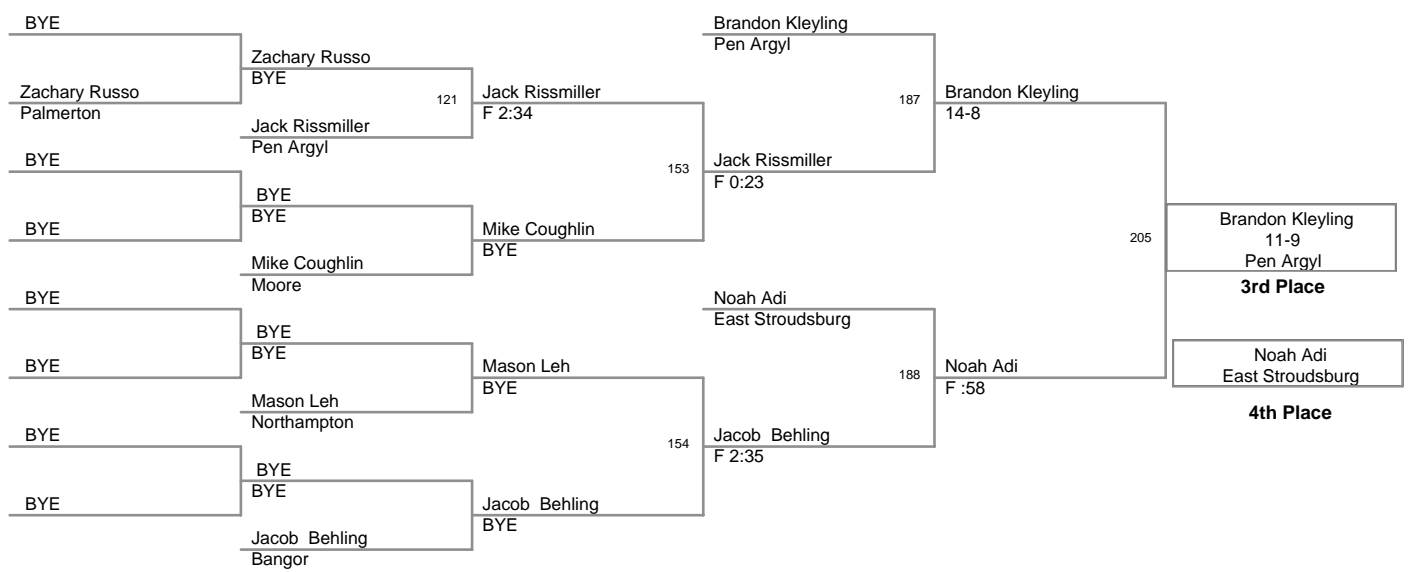 BYE
Zachary Russo
Palmerton
BYE
BYE
BYE
BYE
BYE
BYE
Zachary Russo
BYE
Jack Rissmiller
Pen Argyl
BYE
BYE
Mike Coughlin
Moore
BYE
BYE
Mason Leh
Northampton
BYE
BYE
Jacob Behling
Bangor
121
Jack Rissmiller
F 2:34
Mike Coughlin
BYE
Mason Leh
BYE
Jacob Behling
BYE
153
154
Brandon Kleyling
Pen Argyl
Jack Rissmiller
F 0:23
Noah Adi
East Stroudsburg
Jacob Behling
F 2:35
187
188
Brandon Kleyling
14-8
Noah Adi
F :58
205
Brandon Kleyling
11-9
Pen Argyl
3rd Place
Noah Adi
East Stroudsburg
4th Place